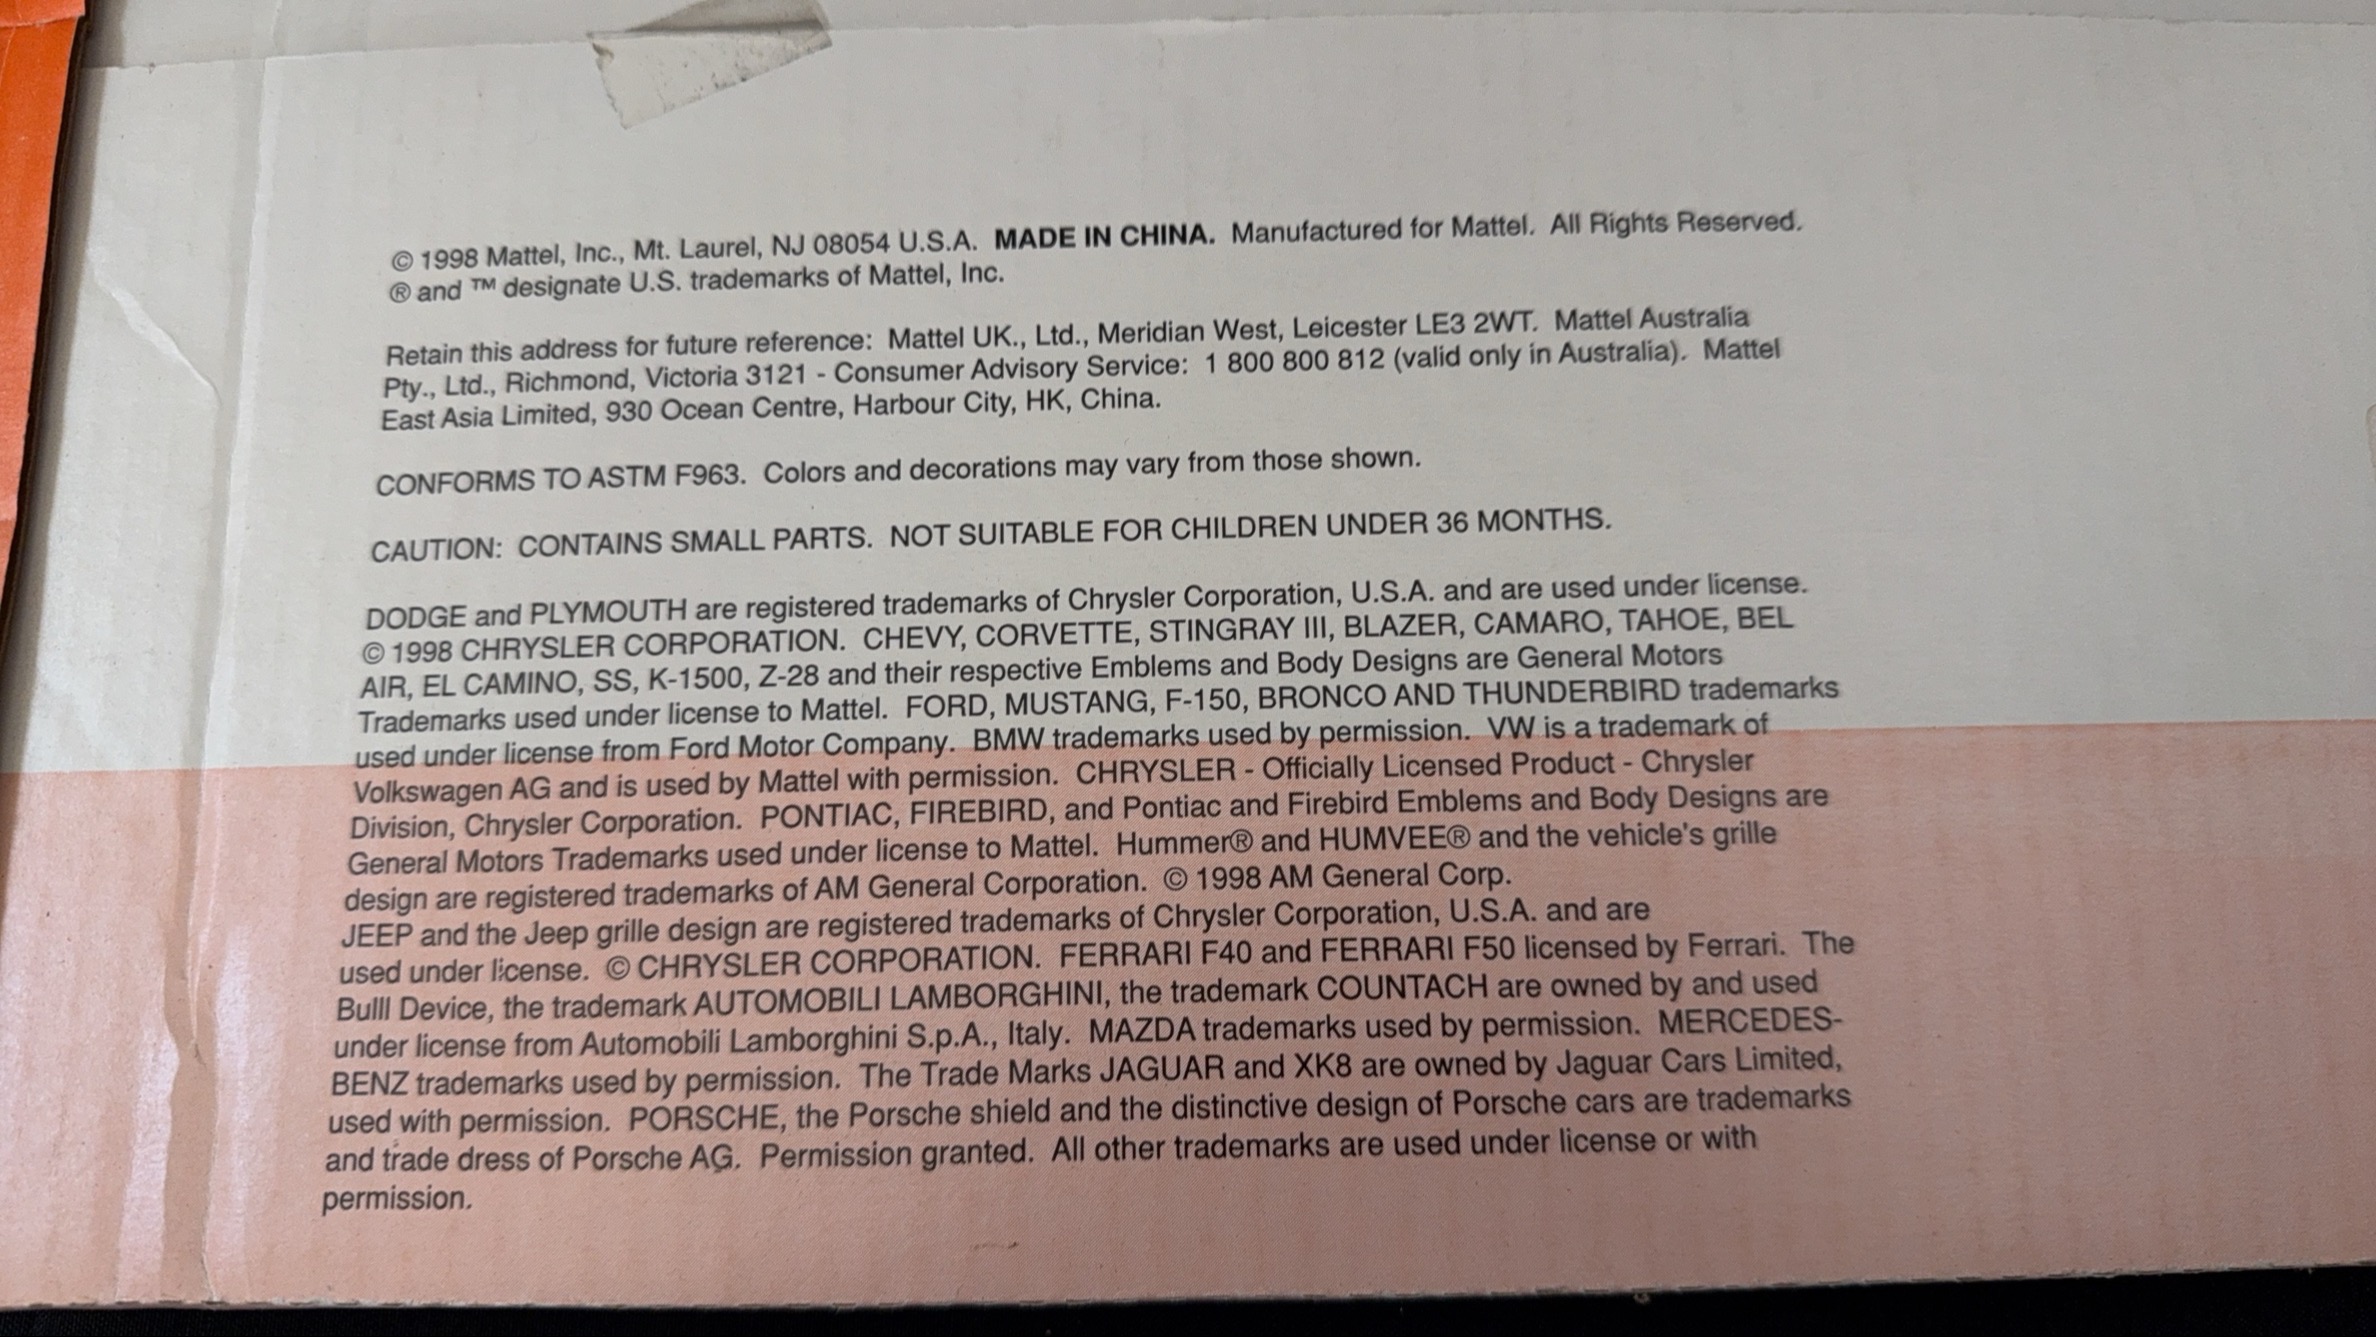 © 1998 Mattel, Inc., Mt. Laurel, NJ 08054 U.S.A. MADE IN CHINA. Manufactured for Mattel. All Rights Reserved.
® and ™ designate U.S. trademarks of Mattel, Inc.
Retain this address for future reference: Mattel UK., Ltd., Meridian West, Leicester LE3 2WT. Mattel Australia
Pty., Ltd., Richmond, Victoria 3121 - Consumer Advisory Service: 1 800 800 812 (valid only in Australia). Mattel
East Asia Limited, 930 Ocean Centre, Harbour City, HK, China.
CONFORMS TO ASTM F963. Colors and decorations may vary from those shown.
CAUTION: CONTAINS SMALL PARTS. NOT SUITABLE FOR CHILDREN UNDER 36 MONTHS.
DODGE and PLYMOUTH are registered trademarks of Chrysler Corporation, U.S.A. and are used under license.
© 1998 CHRYSLER CORPORATION. CHEVY, CORVETTE, STINGRAY III, BLAZER, CAMARO, TAHOE, BEL
AIR, EL CAMINO, SS, K-1500, Z-28 and their respective Emblems and Body Designs are General Motors
Trademarks used under license to Mattel. FORD, MUSTANG, F-150, BRONCO AND THUNDERBIRD trademarks
used under license from Ford Motor Company. BMW trademarks used by permission. VW is a trademark of
Volkswagen AG and is used by Mattel with permission. CHRYSLER - Officially Licensed Product - Chrysler
Division, Chrysler Corporation. PONTIAC, FIREBIRD, and Pontiac and Firebird Emblems and Body Designs are
General Motors Trademarks used under license to Mattel. Hummer® and HUMVEE® and the vehicle's grille
design are registered trademarks of AM General Corporation. © 1998 AM General Corp.
JEEP and the Jeep grille design are registered trademarks of Chrysler Corporation, U.S.A. and are
used under license. © CHRYSLER CORPORATION. FERRARI F40 and FERRARI F50 licensed by Ferrari. The
Bulll Device, the trademark AUTOMOBILI LAMBORGHINI, the trademark COUNTACH are owned by and used
under license from Automobili Lamborghini S.p.A., Italy. MAZDA trademarks used by permission. MERCEDES-
BENZ trademarks used by permission. The Trade Marks JAGUAR and XK8 are owned by Jaguar Cars Limited,
used with permission. PORSCHE, the Porsche shield and the distinctive design of Porsche cars are trademarks
and trade dress of Porsche AG. Permission granted. All other trademarks are used under license or with
permission.